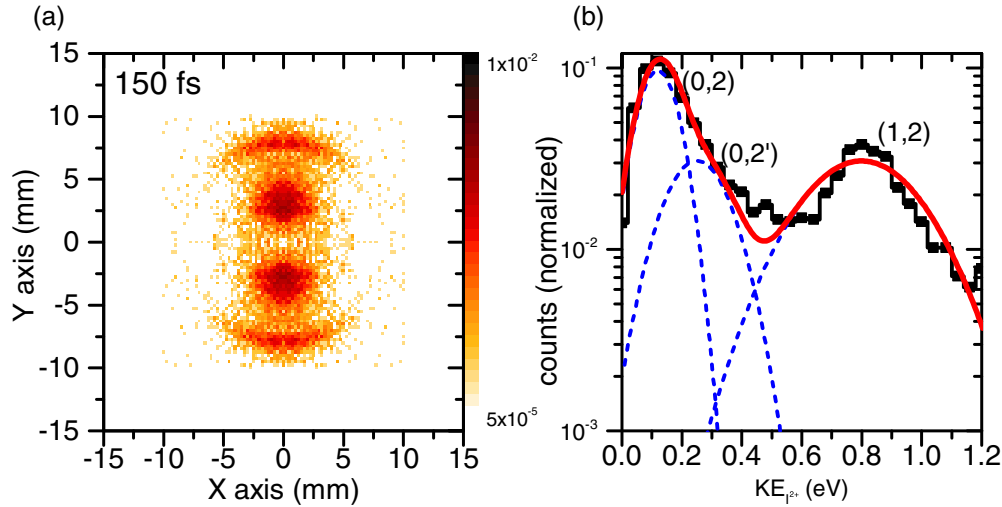 (a)
150 fs
15
10
5
0
-5
-10
-15
Y axis (mm)
-15 -10 -5 0 5 10 15
X axis (mm)
1x10⁻²
5x10⁻⁵
(b)
(0,2)
(0,2')
(1,2)
10⁻¹
10⁻²
10⁻³
counts (normalized)
0.0 0.2 0.4 0.6 0.8 1.0 1.2
KE_I²⁺ (eV)